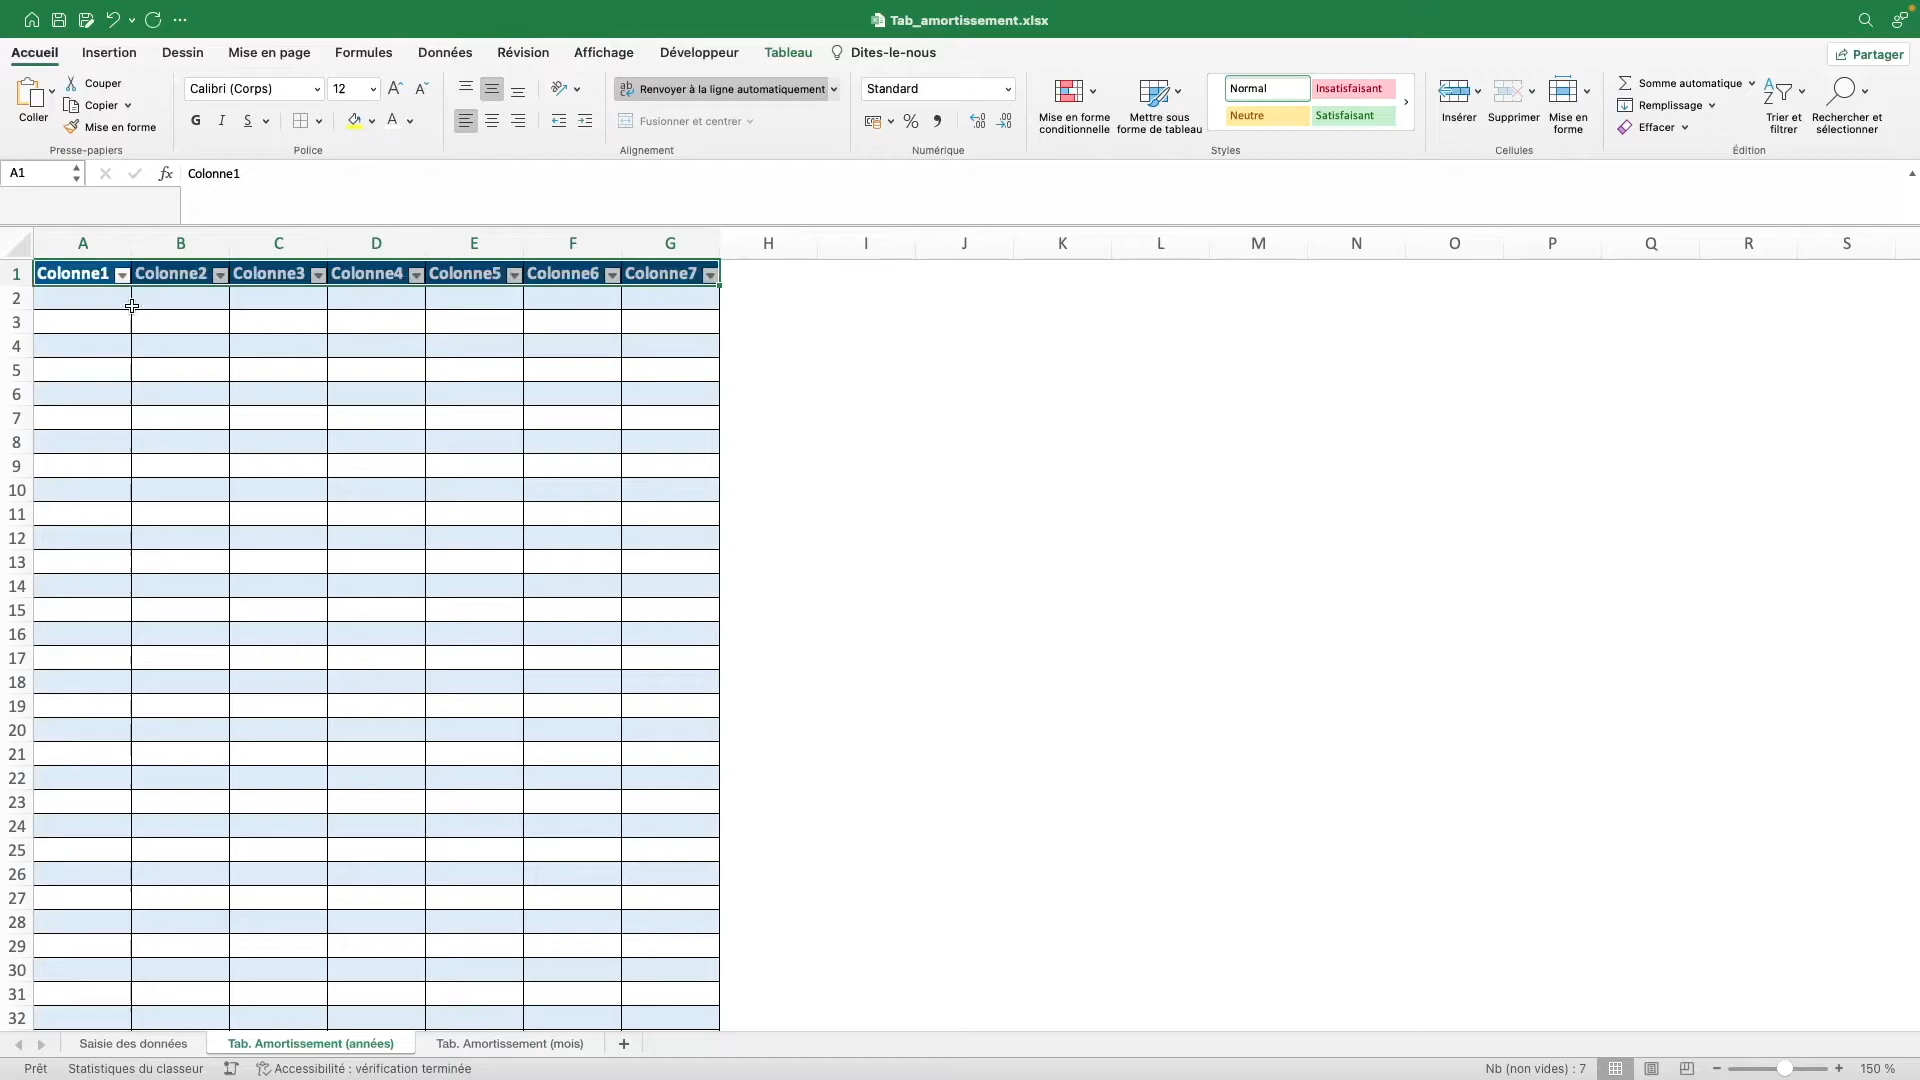 Tab_amortissement.xlsx
Accueil Insertion Dessin Mise en page Formules Données Révision Affichage Développeur Tableau Dites-le-nous Partager
Coller
Couper
Copier
Mise en forme
Presse-papiers
Calibri (Corps) 12
G I S
Police
Renvoyer à la ligne automatiquement
Fusionner et centrer
Alignement
Standard
%
Numérique
Mise en forme
conditionnelle
Mettre sous
forme de tableau
Normal Insatisfaisant
Neutre Satisfaisant
Styles
Insérer
Supprimer
Mise en
forme
Cellules
Somme automatique
Remplissage
Effacer
Trier et
filtrer
Rechercher et
sélectionner
Édition
A1 fx Colonne1
A B C D E F G H I J K L M N O P Q R S
1 Colonne1 Colonne2 Colonne3 Colonne4 Colonne5 Colonne6 Colonne7
2
3
4
5
6
7
8
9
10
11
12
13
14
15
16
17
18
19
20
21
22
23
24
25
26
27
28
29
30
31
32
Saisie des données Tab. Amortissement (années) Tab. Amortissement (mois) +
Prêt Statistiques du classeur Accessibilité : vérification terminée Nb (non vides) : 7 150 %